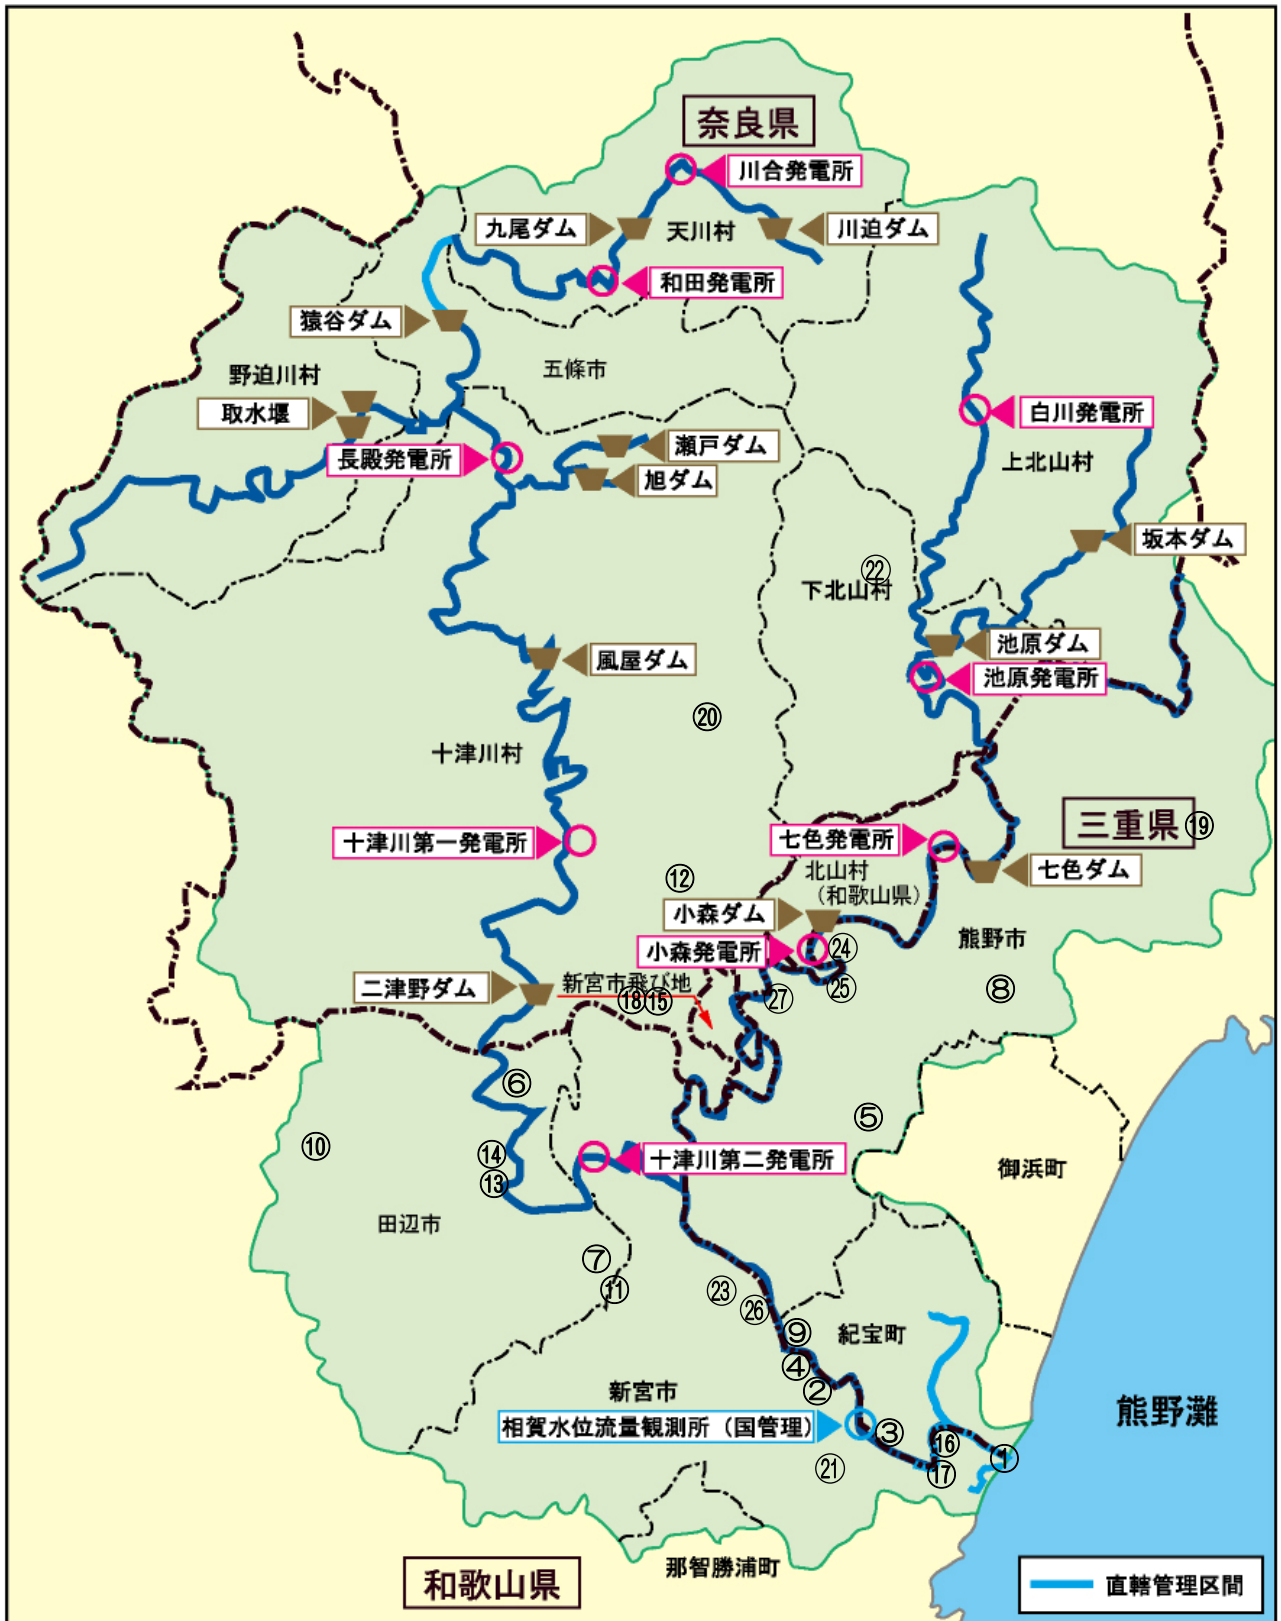 奈良県
川合発電所
九尾ダム
天川村
川迫ダム
和田発電所
猿谷ダム
五條市
野迫川村
取水堰
白川発電所
長殿発電所
瀬戸ダム
上北山村
旭ダム
坂本ダム
㉒
下北山村
池原ダム
風屋ダム
池原発電所
⑳
十津川村
三重県
⑲
十津川第一発電所
七色発電所
北山村
(和歌山県)
七色ダム
⑫
小森ダム
熊野市
小森発電所
㉔
二津野ダム
新宮市飛び地
⑱
⑮
㉗
㉕
⑧
⑥
⑤
⑩
⑭
十津川第二発電所
御浜町
⑬
田辺市
⑦
⑪
㉓
㉖
⑨
紀宝町
④
②
新宮市
熊野灘
相賀水位流量観測所(国管理)
③
⑯
①
㉑
⑰
那智勝浦町
和歌山県
直轄管理区間